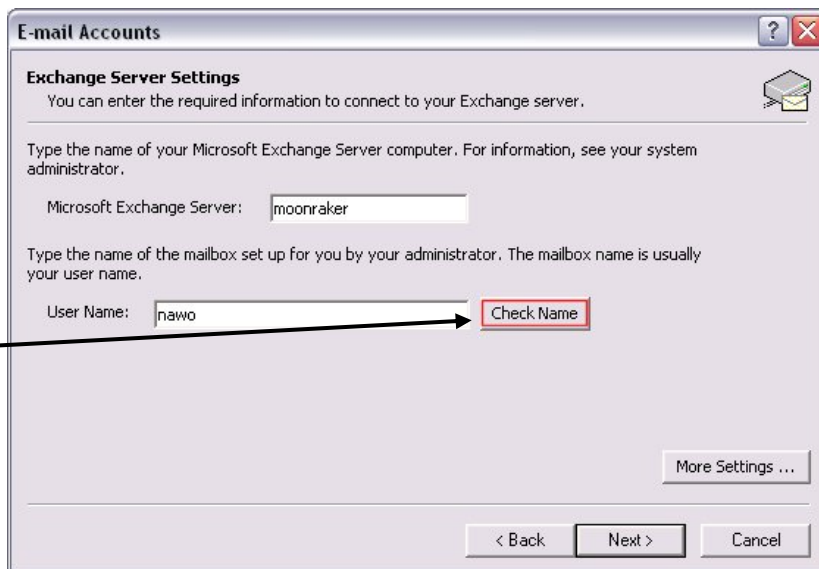 E-mail Accounts
?
Exchange Server Settings
You can enter the required information to connect to your Exchange server.
Type the name of your Microsoft Exchange Server computer. For information, see your system
administrator.
Microsoft Exchange Server: moonraker
Type the name of the mailbox set up for you by your administrator. The mailbox name is usually
your user name.
User Name: nawo Check Name
More Settings ...
< Back Next > Cancel